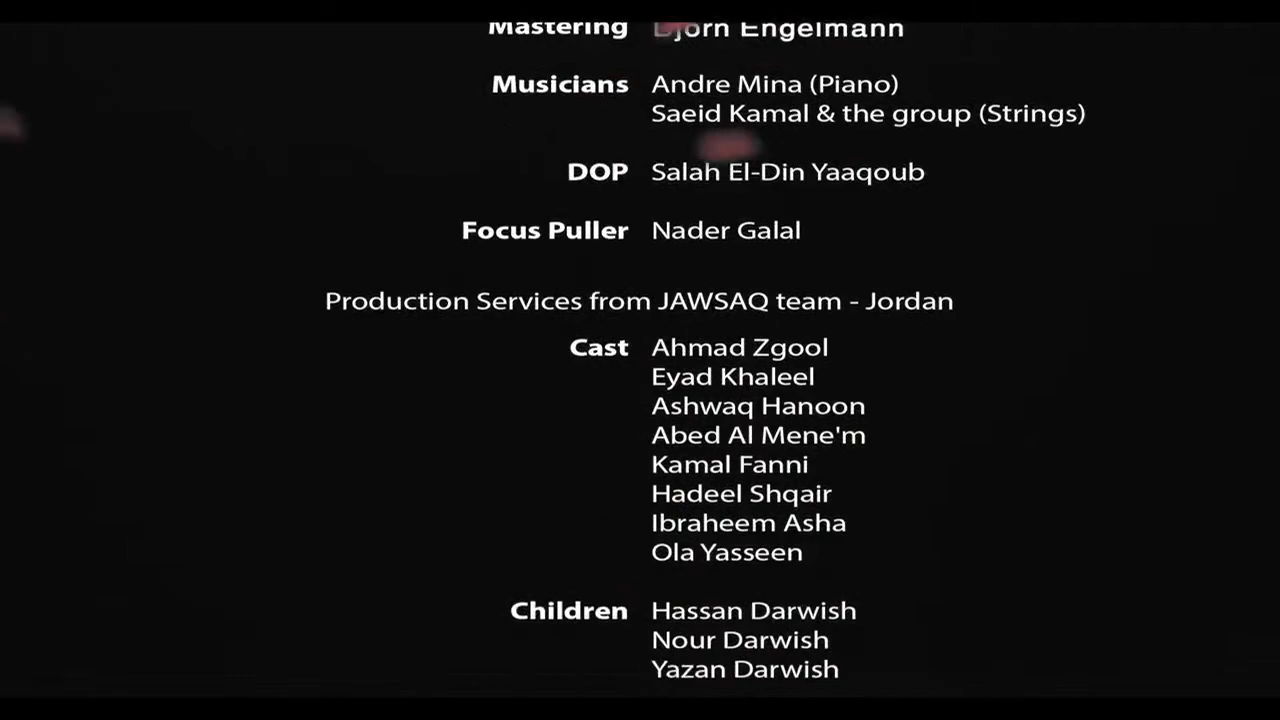 Mastering Bjorn Engelmann
Musicians Andre Mina (Piano)
Saeid Kamal & the group (Strings)
DOP Salah El-Din Yaaqoub
Focus Puller Nader Galal
Production Services from JAWSAQ team - Jordan
Cast Ahmad Zgool
Eyad Khaleel
Ashwaq Hanoon
Abed Al Mene'm
Kamal Fanni
Hadeel Shqair
Ibraheem Asha
Ola Yasseen
Children Hassan Darwish
Nour Darwish
Yazan Darwish